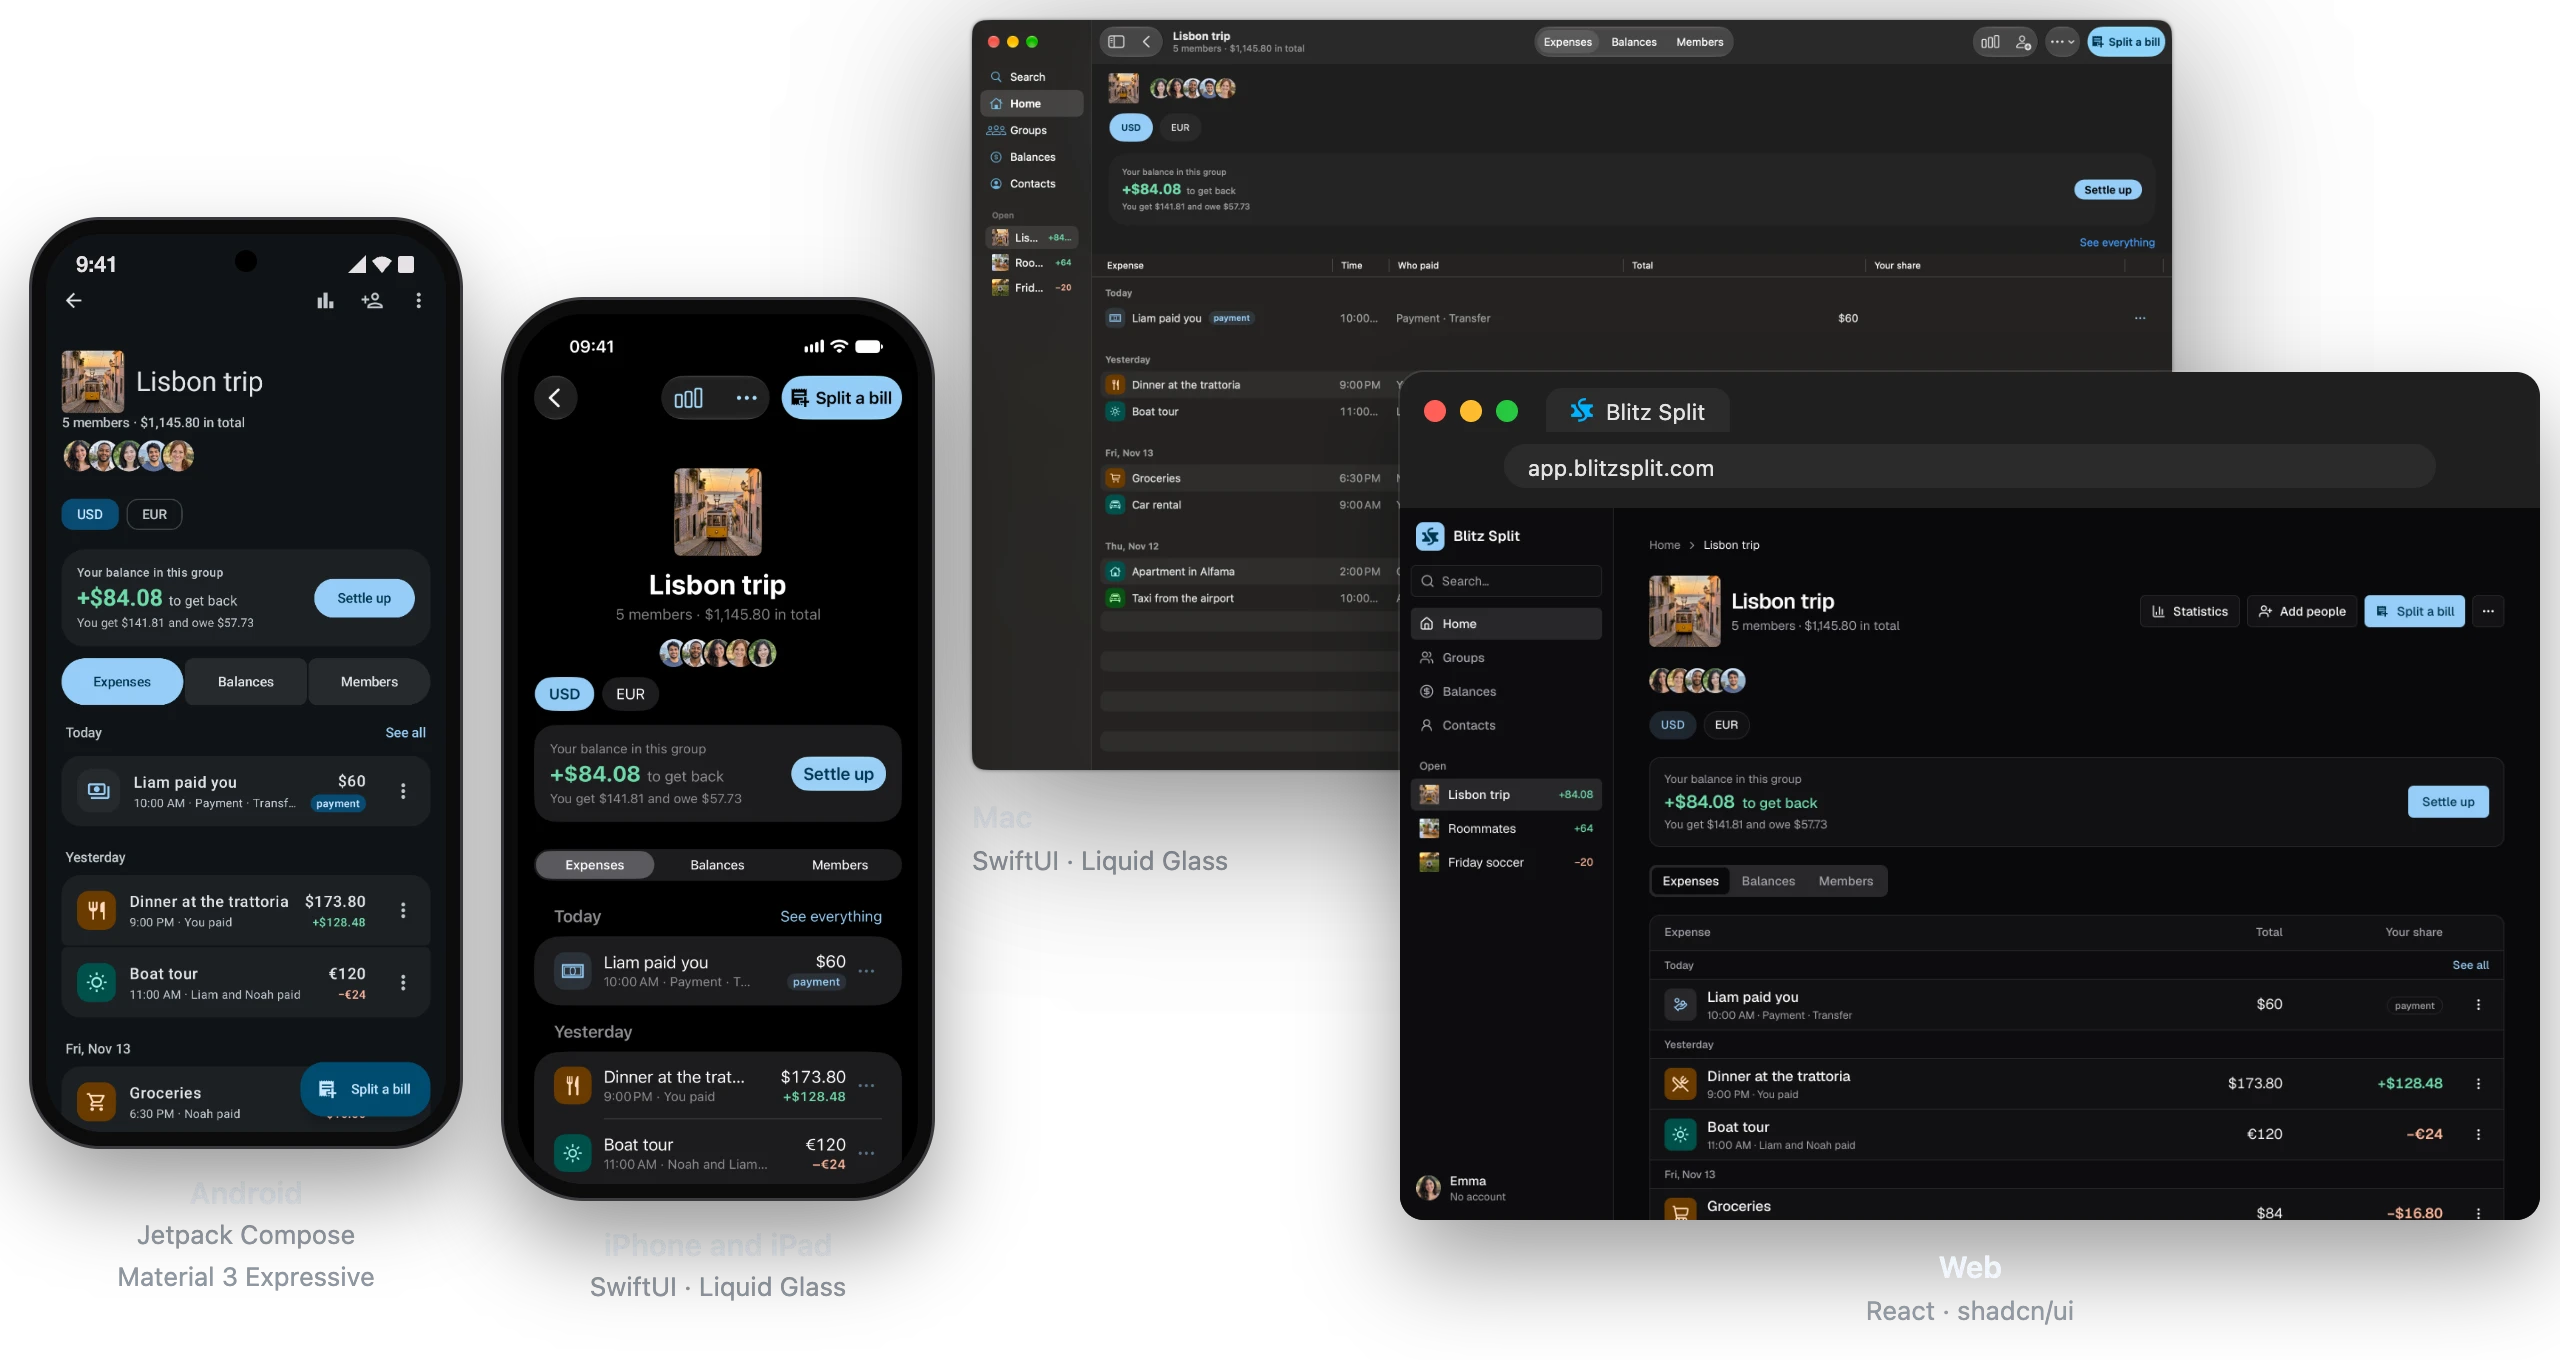 9:41
Lisbon trip
5 members · $1,145.80 in total
USD
EUR
Your balance in this group
+$84.08 to get back
You get $141.81 and owe $57.73
Settle up
Expenses
Balances
Members
Today
See all
Liam paid you
$60
10:00 AM · Payment · Transf…
payment
Yesterday
Dinner at the trattoria
$173.80
9:00 PM · You paid
+$128.48
Boat tour
€120
11:00 AM · Liam and Noah paid
−€24
Fri, Nov 13
Groceries
6:30 PM · Noah paid
Split a bill
Android
Jetpack Compose
Material 3 Expressive
09:41
Split a bill
Lisbon trip
5 members · $1,145.80 in total
USD
EUR
Your balance in this group
+$84.08 to get back
You get $141.81 and owe $57.73
Settle up
Expenses
Balances
Members
Today
See everything
Liam paid you
$60
10:00 AM · Payment · T…
payment
Yesterday
Dinner at the trat…
$173.80
9:00 PM · You paid
+$128.48
Boat tour
€120
11:00 AM · Noah and Liam…
−€24
iPhone and iPad
SwiftUI · Liquid Glass
Search
Home
Groups
Balances
Contacts
Open
Lis… +84…
Roo… +64
Frid… −20
Lisbon trip
5 members · $1,145.80 in total
Expenses
Balances
Members
Split a bill
USD
EUR
Your balance in this group
+$84.08 to get back
You get $141.81 and owe $57.73
Settle up
See everything
Expense
Time
Who paid
Total
Your share
Today
Liam paid you
payment
10:00…
Payment · Transfer
$60
Yesterday
Dinner at the trattoria
9:00 PM
Boat tour
11:00…
Fri, Nov 13
Groceries
6:30 PM
Car rental
9:00 AM
Thu, Nov 12
Apartment in Alfama
2:00 PM
Taxi from the airport
10:00…
Mac
SwiftUI · Liquid Glass
Blitz Split
app.blitzsplit.com
Blitz Split
Search…
Home
Groups
Balances
Contacts
Open
Lisbon trip +84.08
Roommates +64
Friday soccer −20
Emma
No account
Home > Lisbon trip
Lisbon trip
5 members · $1,145.80 in total
Statistics
Add people
Split a bill
USD
EUR
Your balance in this group
+$84.08 to get back
You get $141.81 and owe $57.73
Settle up
Expenses
Balances
Members
Expense
Total
Your share
Today
See all
Liam paid you
10:00 AM · Payment · Transfer
$60
payment
Yesterday
Dinner at the trattoria
9:00 PM · You paid
$173.80
+$128.48
Boat tour
11:00 AM · Liam and Noah paid
€120
−€24
Fri, Nov 13
Groceries
$84
−$16.80
Web
React · shadcn/ui